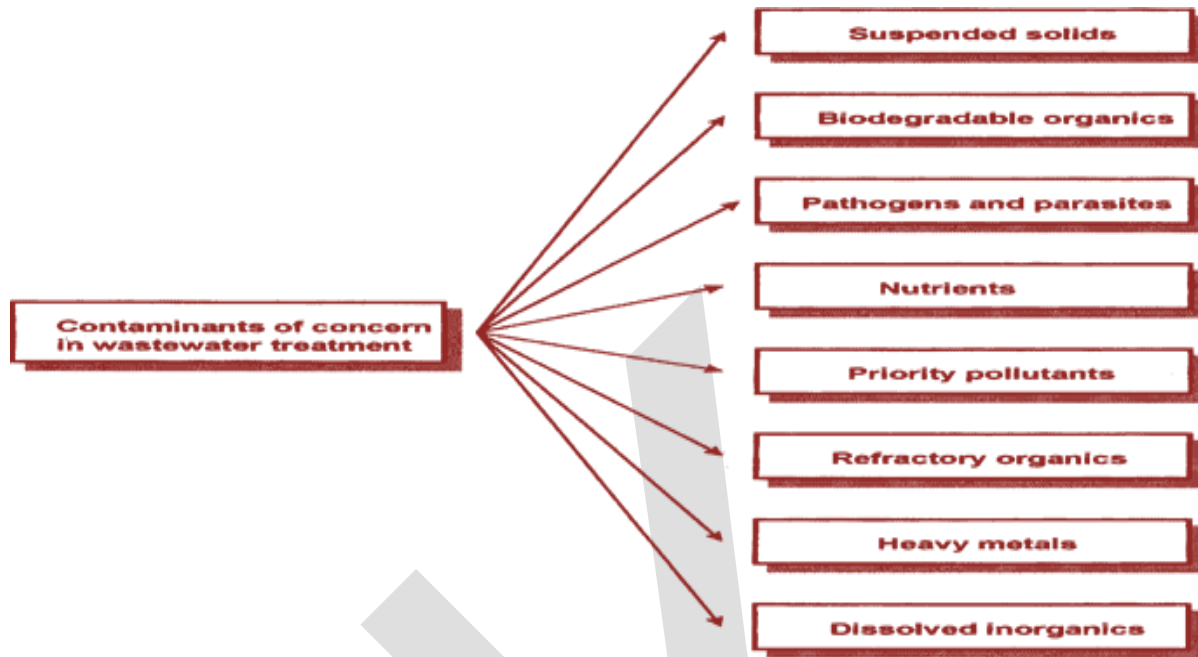 Suspended solids
Biodegradable organics
Pathogens and parasites
Nutrients
Contaminants of concern
in wastewater treatment
Priority pollutants
Refractory organics
Heavy metals
Dissolved inorganics